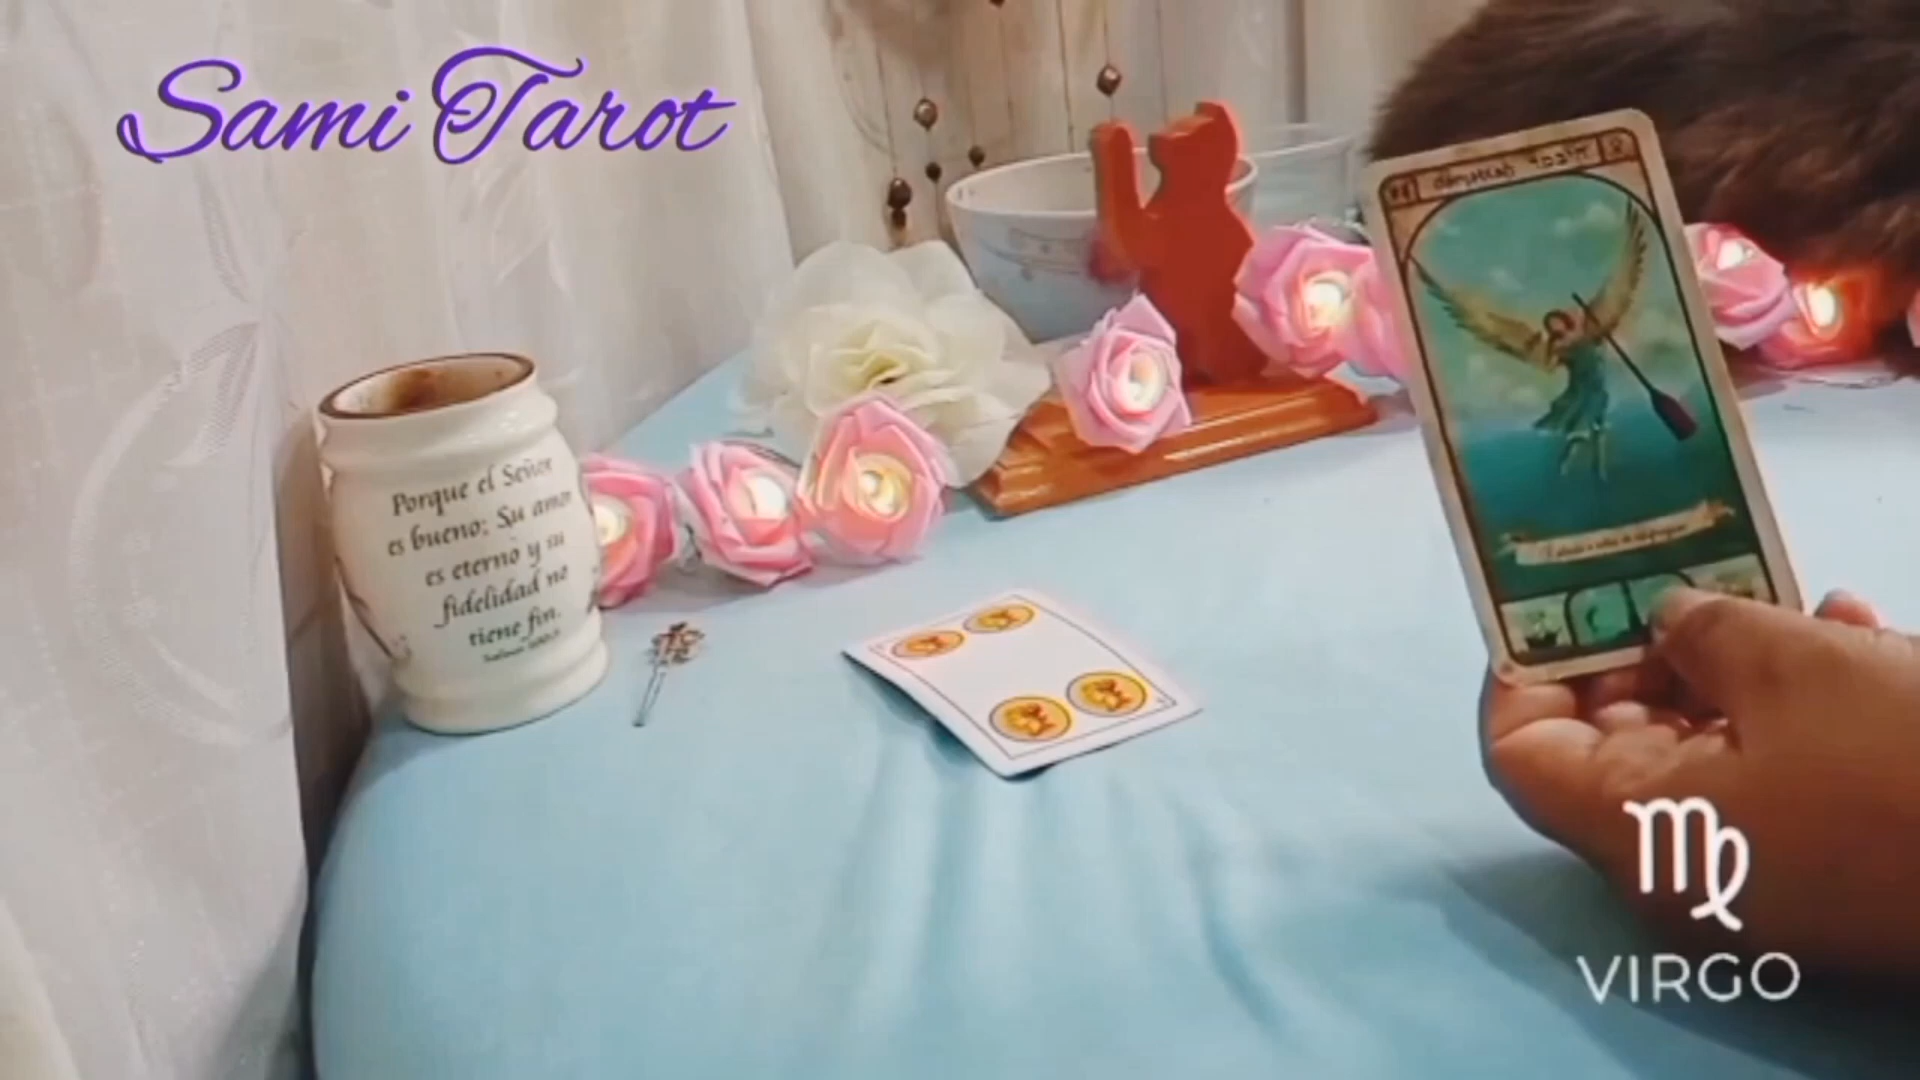 Sami Tarot
Porque el Señor
es bueno; Su amor
es eterno y su
fidelidad no
tiene fin.
VIRGO